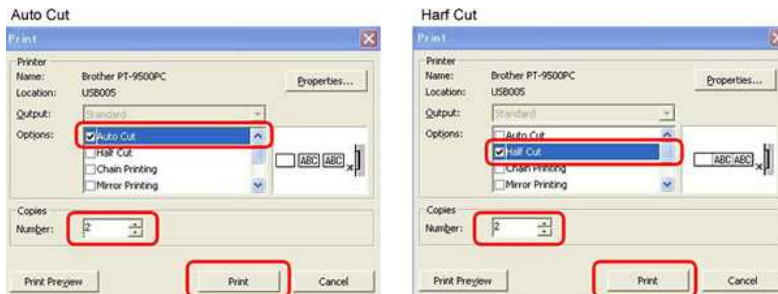 Auto Cut
Print
Printer
Name: Brother PT-9500PC
Properties...
Location: USB005
Output: Standard
Options: Auto Cut
Half Cut
ABC ABC
Chain Printing
Mirror Printing
Copies
Number: 2
Print Preview Print Cancel
Harf Cut
Print
Printer
Name: Brother PT-9500PC
Properties...
Location: USB005
Output: Standard
Options: Auto Cut
Half Cut
ABC ABC
Chain Printing
Mirror Printing
Copies
Number: 2
Print Preview Print Cancel